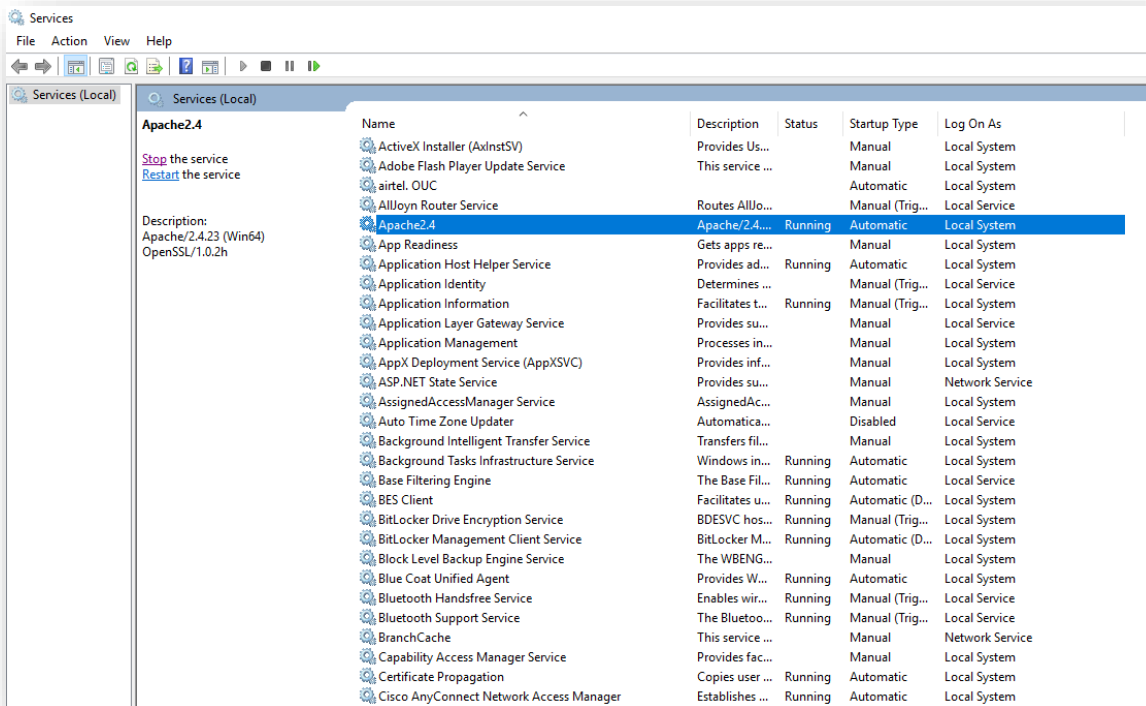 Services
File Action View Help
Services (Local)
Services (Local)
Apache2.4
Stop the service
Restart the service
Description:
Apache/2.4.23 (Win64)
OpenSSL/1.0.2h
Name Description Status Startup Type Log On As
ActiveX Installer (AxInstSV) Provides Us... Manual Local System
Adobe Flash Player Update Service This service ... Manual Local System
airtel. OUC Automatic Local System
AllJoyn Router Service Routes AllJo... Manual (Trig... Local Service
Apache2.4 Apache/2.4.... Running Automatic Local System
App Readiness Gets apps re... Manual Local System
Application Host Helper Service Provides ad... Running Automatic Local System
Application Identity Determines ... Manual (Trig... Local Service
Application Information Facilitates t... Running Manual (Trig... Local System
Application Layer Gateway Service Provides su... Manual Local Service
Application Management Processes in... Manual Local System
AppX Deployment Service (AppXSVC) Provides inf... Manual Local System
ASP.NET State Service Provides su... Manual Network Service
AssignedAccessManager Service AssignedAc... Manual Local System
Auto Time Zone Updater Automatica... Disabled Local Service
Background Intelligent Transfer Service Transfers fil... Manual Local System
Background Tasks Infrastructure Service Windows in... Running Automatic Local System
Base Filtering Engine The Base Fil... Running Automatic Local Service
BES Client Facilitates u... Running Automatic (D... Local System
BitLocker Drive Encryption Service BDESVC hos... Running Manual (Trig... Local System
BitLocker Management Client Service BitLocker M... Running Automatic (D... Local System
Block Level Backup Engine Service The WBENG... Manual Local System
Blue Coat Unified Agent Provides W... Running Automatic Local System
Bluetooth Handsfree Service Enables wir... Running Manual (Trig... Local Service
Bluetooth Support Service The Bluetoo... Running Manual (Trig... Local Service
BranchCache This service ... Manual Network Service
Capability Access Manager Service Provides fac... Manual Local System
Certificate Propagation Copies user ... Running Automatic Local System
Cisco AnyConnect Network Access Manager Establishes ... Running Automatic Local System